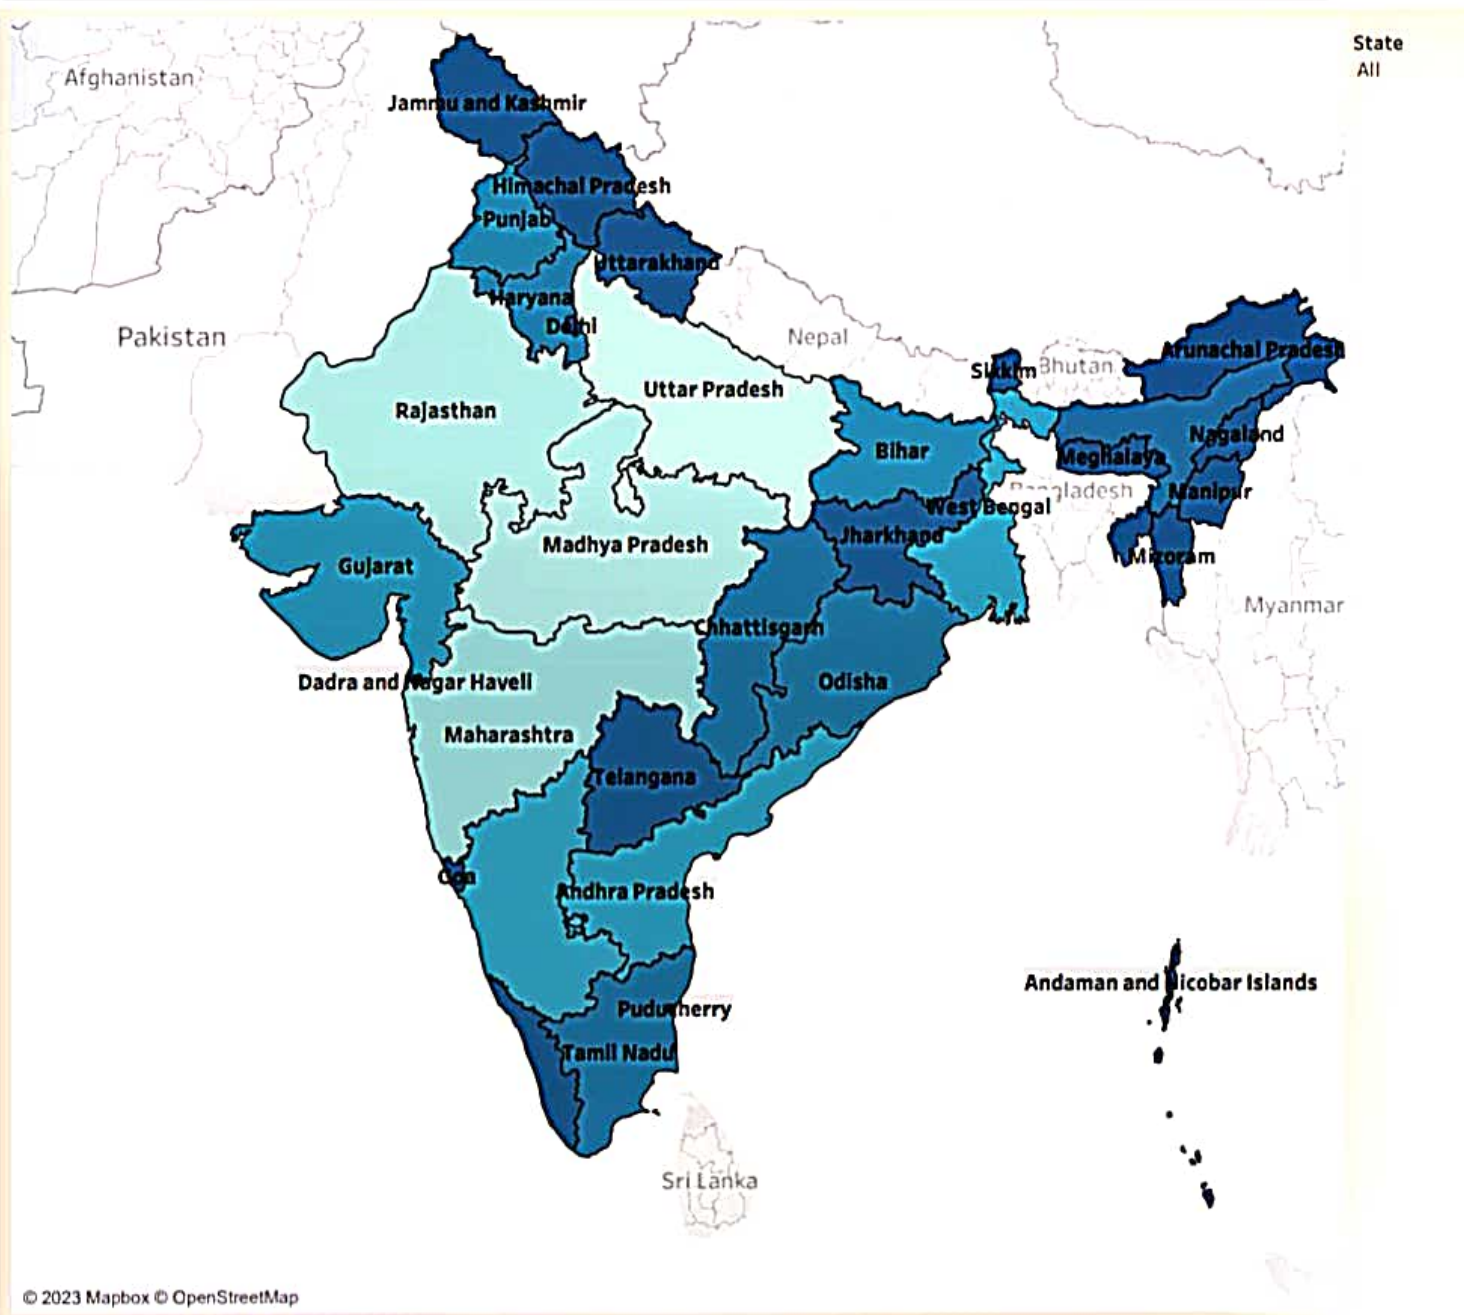 State
All
Afghanistan
Jammu and Kashmir
Himachal Pradesh
Punjab
Uttarakhand
Haryana
Delhi
Pakistan
Nepal
Sikkim
Bhutan
Arunachal Pradesh
Uttar Pradesh
Rajasthan
Bihar
Nagaland
Meghalaya
Bangladesh
Manipur
West Bengal
Jharkhand
Madhya Pradesh
Mizoram
Gujarat
Myanmar
Chhattisgarh
Dadra and Nagar Haveli
Odisha
Maharashtra
Telangana
Goa
Andhra Pradesh
Andaman and Nicobar Islands
Puducherry
Tamil Nadu
Sri Lanka
© 2023 Mapbox © OpenStreetMap